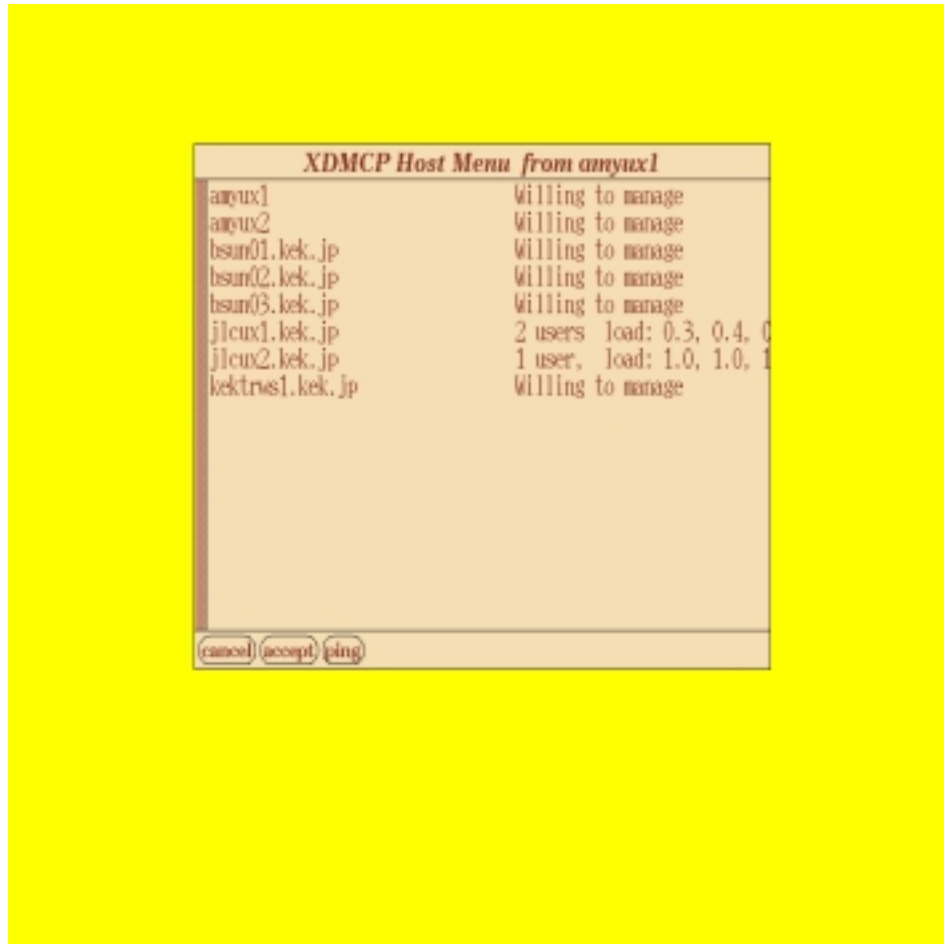 XDMCP Host Menu from amyux1
amyux1 Willing to manage
amyux2 Willing to manage
bsun01.kek.jp Willing to manage
bsun02.kek.jp Willing to manage
bsun03.kek.jp Willing to manage
jlcux1.kek.jp 2 users load: 0.3, 0.4, 0
jlcux2.kek.jp 1 user, load: 1.0, 1.0, 1
kektrws1.kek.jp Willing to manage
cancel accept ping